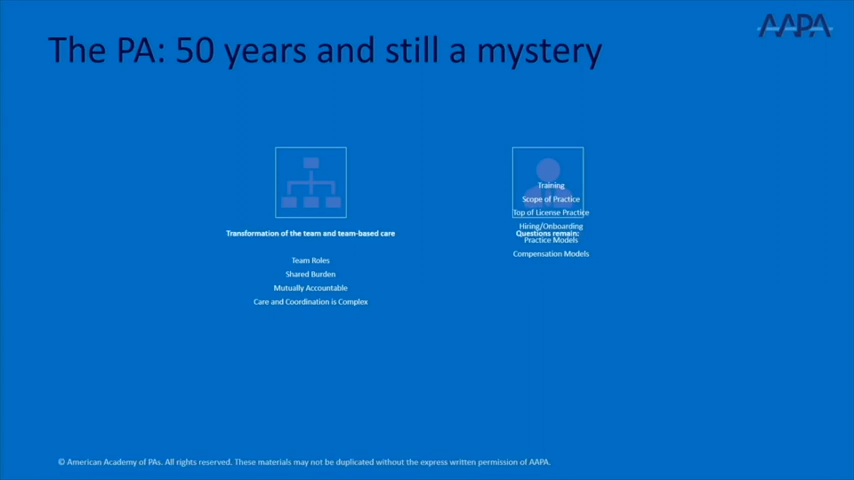 AAPA
The PA: 50 years and still a mystery
Transformation of the team and team-based care
Team Roles
Shared Burden
Mutually Accountable
Care and Coordination is Complex
Training
Scope of Practice
Top of License Practice
Hiring/Onboarding
Questions remain:
Practice Models
Compensation Models
© American Academy of PAs. All rights reserved. These materials may not be duplicated without the express written permission of AAPA.